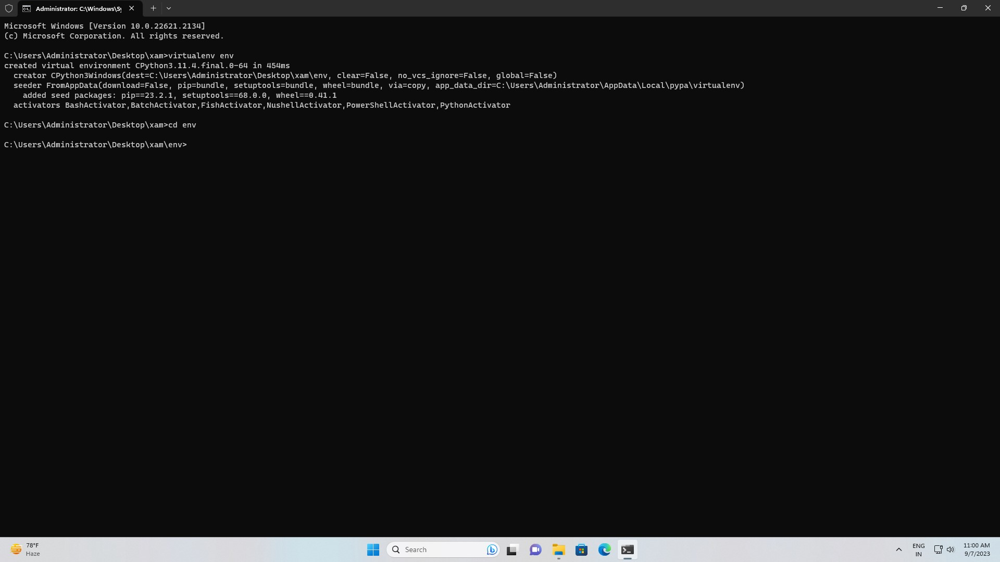 Administrator: C:\Windows\Sy
Microsoft Windows [Version 10.0.22621.2134]
(c) Microsoft Corporation. All rights reserved.
C:\Users\Administrator\Desktop\xam>virtualenv env
created virtual environment CPython3.11.4.final.0-64 in 454ms
  creator CPython3Windows(dest=C:\Users\Administrator\Desktop\xam\env, clear=False, no_vcs_ignore=False, global=False)
  seeder FromAppData(download=False, pip=bundle, setuptools=bundle, wheel=bundle, via=copy, app_data_dir=C:\Users\Administrator\AppData\Local\pypa\virtualenv)
    added seed packages: pip==23.2.1, setuptools==68.0.0, wheel==0.41.1
  activators BashActivator,BatchActivator,FishActivator,NushellActivator,PowerShellActivator,PythonActivator
C:\Users\Administrator\Desktop\xam>cd env
C:\Users\Administrator\Desktop\xam\env>
78°F
Haze
Search
ENG
IN
11:00 AM
9/7/2023